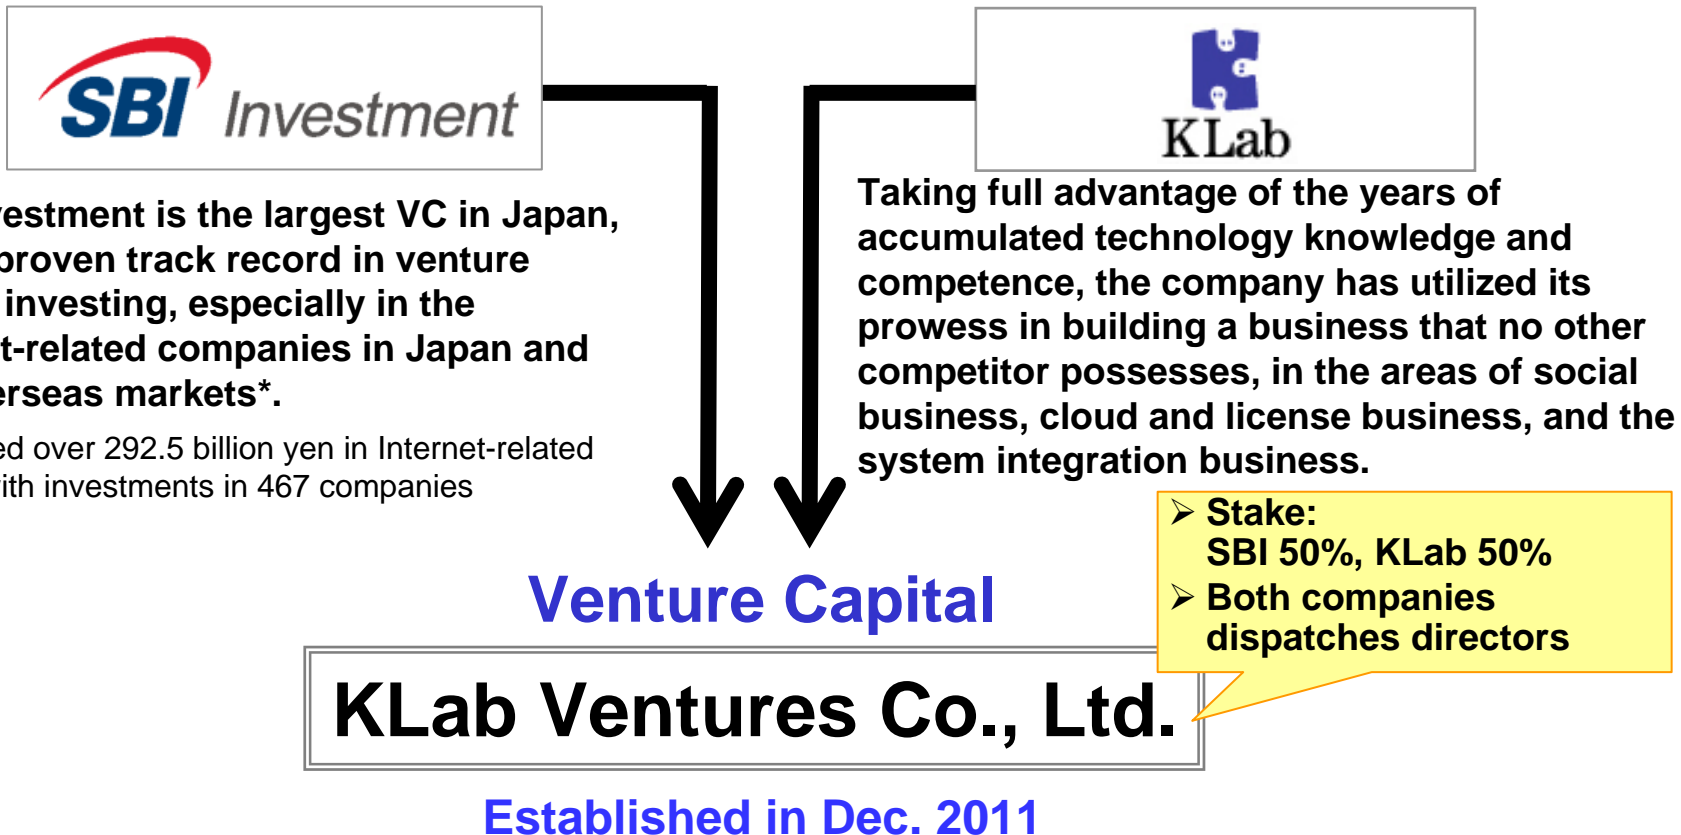 SBI Investment
KLab
vestment is the largest VC in Japan,
proven track record in venture
investing, especially in the
t-related companies in Japan and
erseas markets*.
ed over 292.5 billion yen in Internet-related
ith investments in 467 companies
Taking full advantage of the years of
accumulated technology knowledge and
competence, the company has utilized its
prowess in building a business that no other
competitor possesses, in the areas of social
business, cloud and license business, and the
system integration business.
➢ Stake:
SBI 50%, KLab 50%
➢ Both companies
dispatches directors
Venture Capital
KLab Ventures Co., Ltd.
Established in Dec. 2011